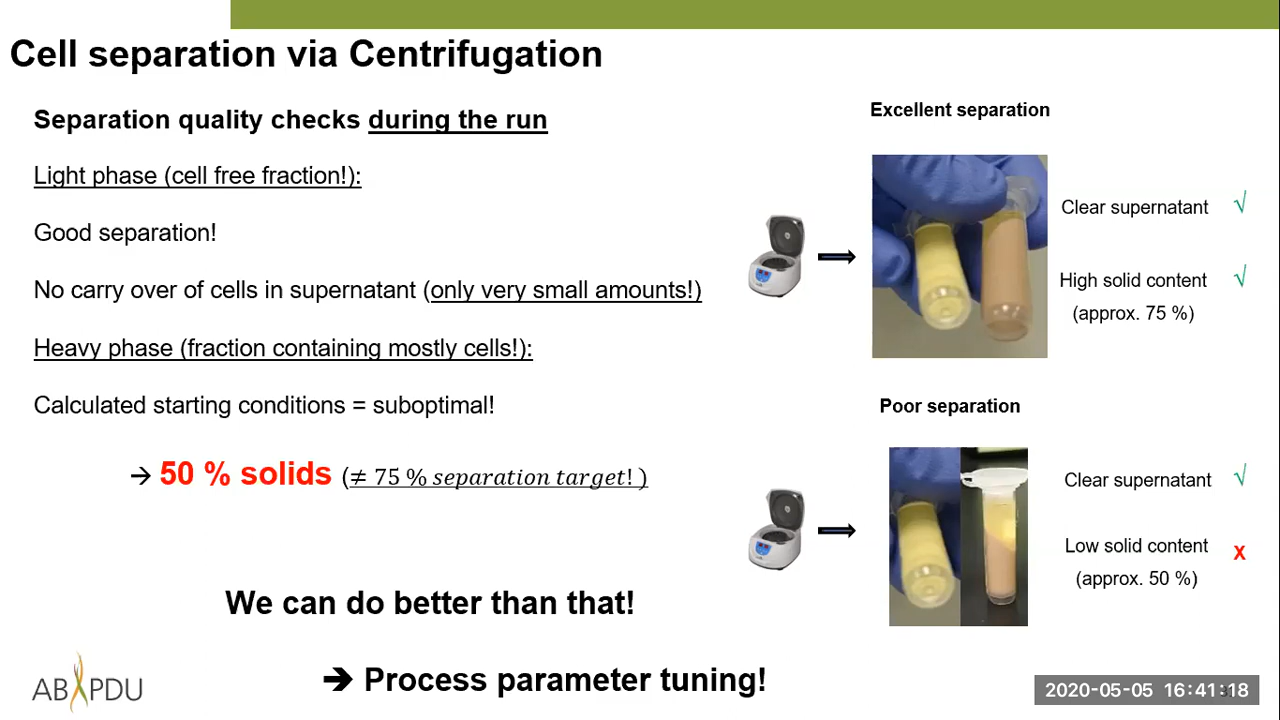 Cell separation via Centrifugation
Separation quality checks during the run
Light phase (cell free fraction!):
Good separation!
No carry over of cells in supernatant (only very small amounts!)
Heavy phase (fraction containing mostly cells!):
Calculated starting conditions = suboptimal!
→ 50 % solids (≠ 75 % separation target! )
We can do better than that!
➔ Process parameter tuning!
Excellent separation
Clear supernatant √
High solid content √
(approx. 75 %)
Poor separation
Clear supernatant √
Low solid content X
(approx. 50 %)
ABPDU
2020-05-05 16:41:18